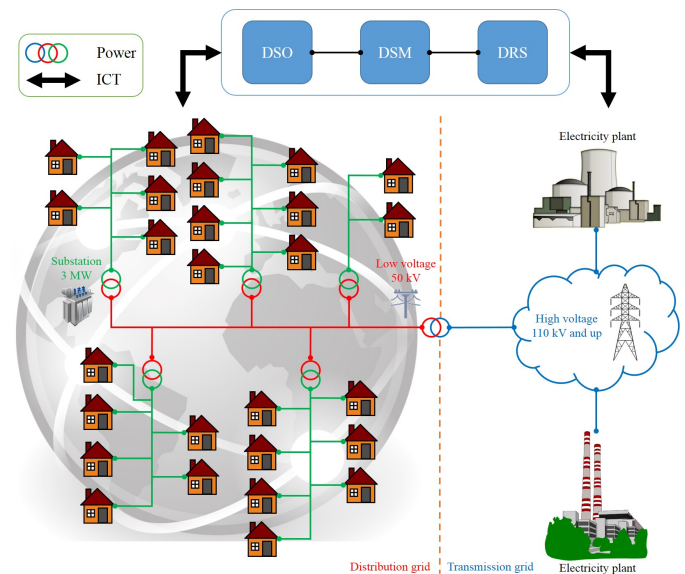 Power
ICT
DSO
DSM
DRS
Electricity plant
Substation
3 MW
Low voltage
50 kV
High voltage
110 kV and up
Distribution grid
Transmission grid
Electricity plant